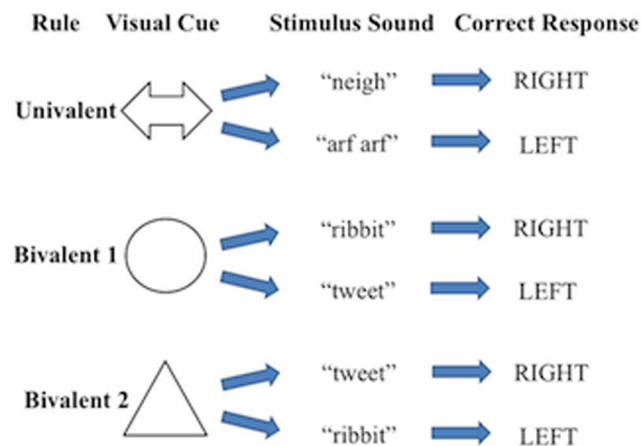 Rule Visual Cue Stimulus Sound Correct Response
“neigh” RIGHT
Univalent
“arf arf” LEFT
“ribbit” RIGHT
Bivalent 1
“tweet” LEFT
“tweet” RIGHT
Bivalent 2
“ribbit” LEFT